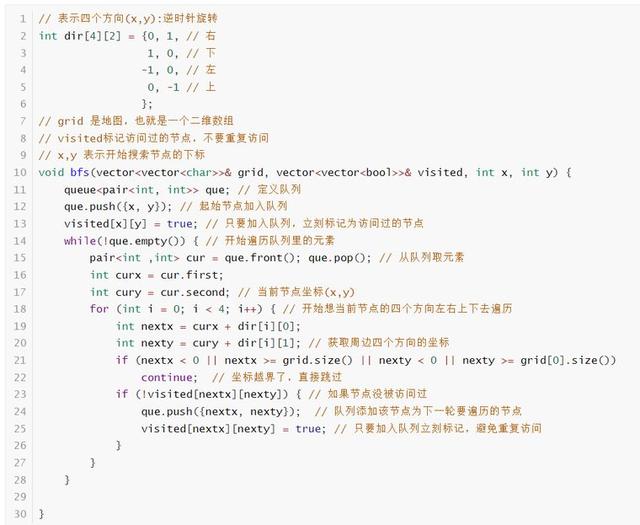 1 // 表示四个方向(x,y):逆时针旋转
2 int dir[4][2] = {0, 1, // 右
3 1, 0, // 下
4 -1, 0, // 左
5 0, -1 // 上
6 };
7 // grid 是地图，也就是一个二维数组
8 // visited标记访问过的节点，不要重复访问
9 // x,y 表示开始搜索节点的下标
10 void bfs(vector<vector<char>>& grid, vector<vector<bool>>& visited, int x, int y) {
11 queue<pair<int, int>> que; // 定义队列
12 que.push({x, y}); // 起始节点加入队列
13 visited[x][y] = true; // 只要加入队列，立刻标记为访问过的节点
14 while(!que.empty()) { // 开始遍历队列里的元素
15 pair<int ,int> cur = que.front(); que.pop(); // 从队列取元素
16 int curx = cur.first;
17 int cury = cur.second; // 当前节点坐标(x,y)
18 for (int i = 0; i < 4; i++) { // 开始想当前节点的四个方向左右上下去遍历
19 int nextx = curx + dir[i][0];
20 int nexty = cury + dir[i][1]; // 获取周边四个方向的坐标
21 if (nextx < 0 || nextx >= grid.size() || nexty < 0 || nexty >= grid[0].size())
22 continue; // 坐标越界了，直接跳过
23 if (!visited[nextx][nexty]) { // 如果节点没被访问过
24 que.push({nextx, nexty}); // 队列添加该节点为下一轮要遍历的节点
25 visited[nextx][nexty] = true; // 只要加入队列立刻标记，避免重复访问
26 }
27 }
28 }
29
30 }